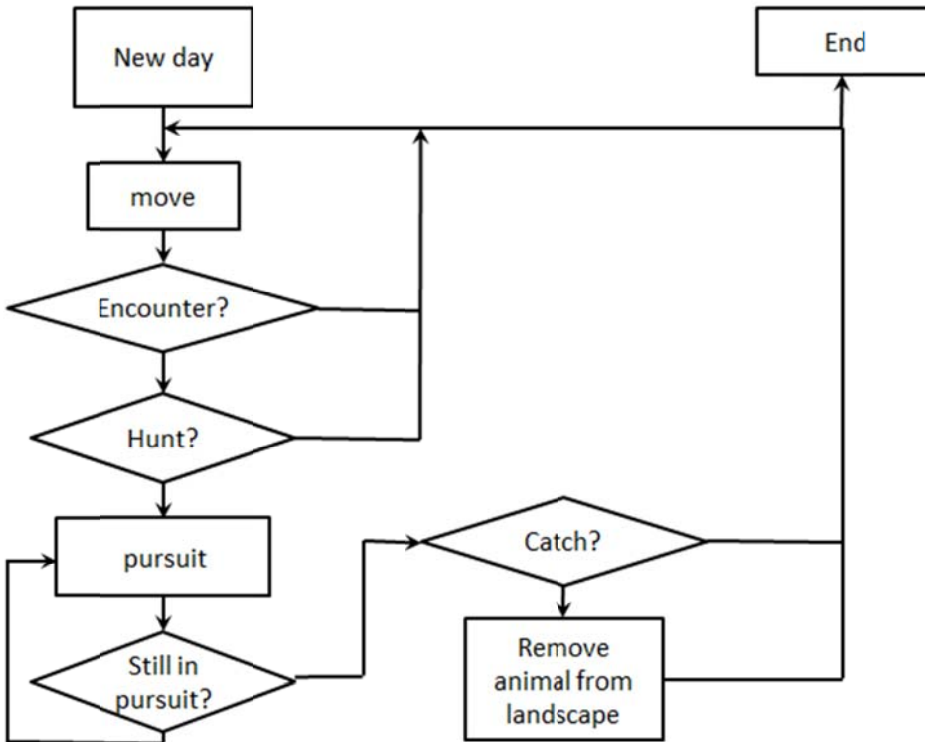 New day
End
move
Encounter?
Hunt?
pursuit
Catch?
Still in
pursuit?
Remove
animal from
landscape